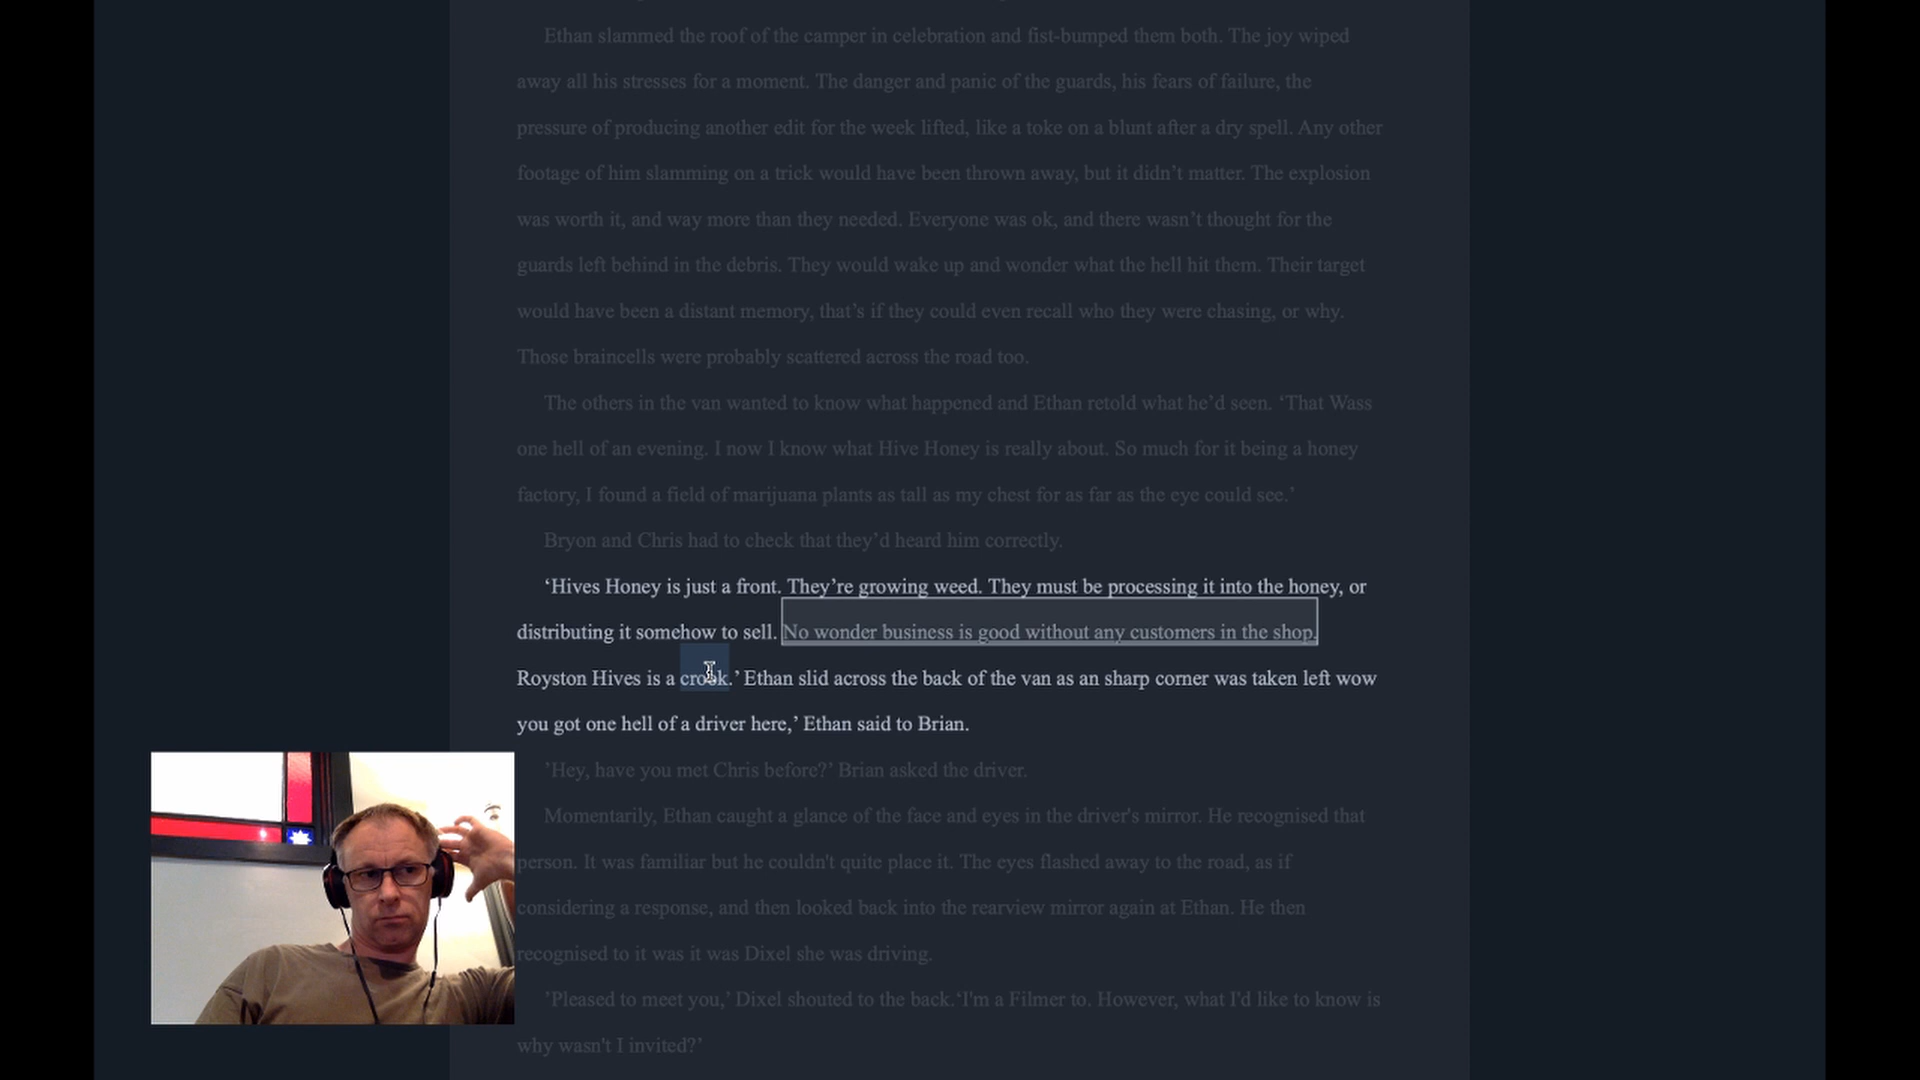 Ethan slammed the roof of the camper in celebration and fist-bumped them both. The joy wiped
away all his stresses for a moment. The danger and panic of the guards, his fears of failure, the
pressure of producing another edit for the week lifted, like a toke on a blunt after a dry spell. Any other
footage of him slamming on a trick would have been thrown away, but it didn’t matter. The explosion
was worth it, and way more than they needed. Everyone was ok, and there wasn’t thought for the
guards left behind in the debris. They would wake up and wonder what the hell hit them. Their target
would have been a distant memory, that’s if they could even recall who they were chasing, or why.
Those braincells were probably scattered across the road too.
The others in the van wanted to know what happened and Ethan retold what he’d seen. ‘That Wass
one hell of an evening. I now I know what Hive Honey is really about. So much for it being a honey
factory, I found a field of marijuana plants as tall as my chest for as far as the eye could see.’
Bryon and Chris had to check that they’d heard him correctly.
‘Hives Honey is just a front. They’re growing weed. They must be processing it into the honey, or
distributing it somehow to sell. No wonder business is good without any customers in the shop.
Royston Hives is a crook.’ Ethan slid across the back of the van as an sharp corner was taken left wow
you got one hell of a driver here,’ Ethan said to Brian.
’Hey, have you met Chris before?’ Brian asked the driver.
Momentarily, Ethan caught a glance of the face and eyes in the driver's mirror. He recognised that
person. It was familiar but he couldn't quite place it. The eyes flashed away to the road, as if
considering a response, and then looked back into the rearview mirror again at Ethan. He then
recognised to it was it was Dixel she was driving.
’Pleased to meet you,’ Dixel shouted to the back.‘I'm a Filmer to. However, what I'd like to know is
why wasn't I invited?’